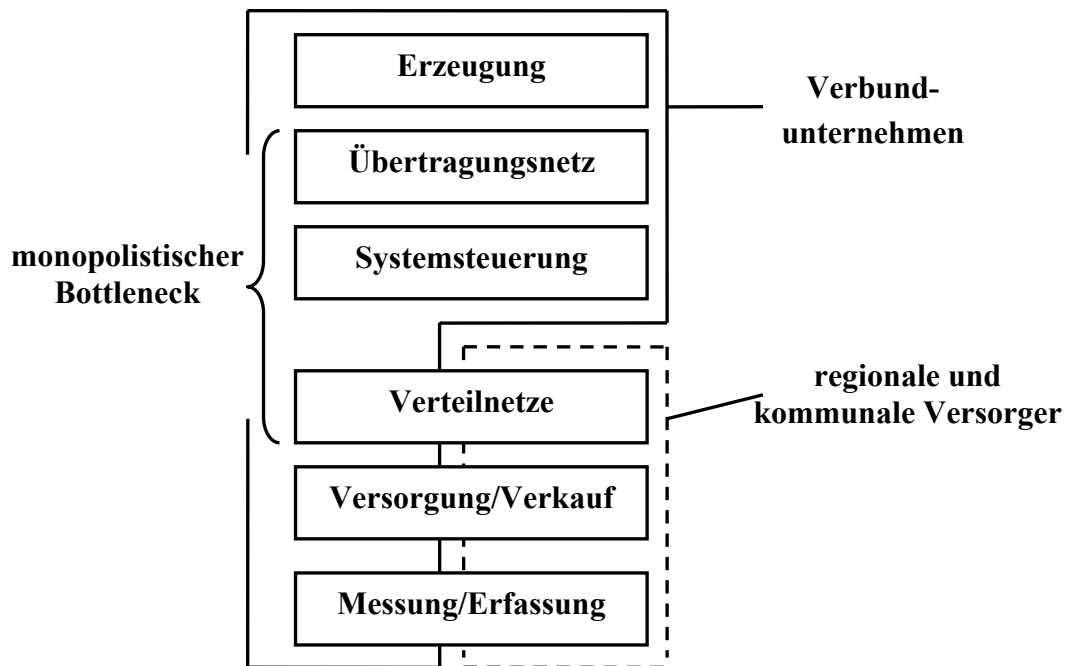 Erzeugung
Verbund-
unternehmen
Übertragungsnetz
monopolistischer
Bottleneck
Systemsteuerung
Verteilnetze
regionale und
kommunale Versorger
Versorgung/Verkauf
Messung/Erfassung